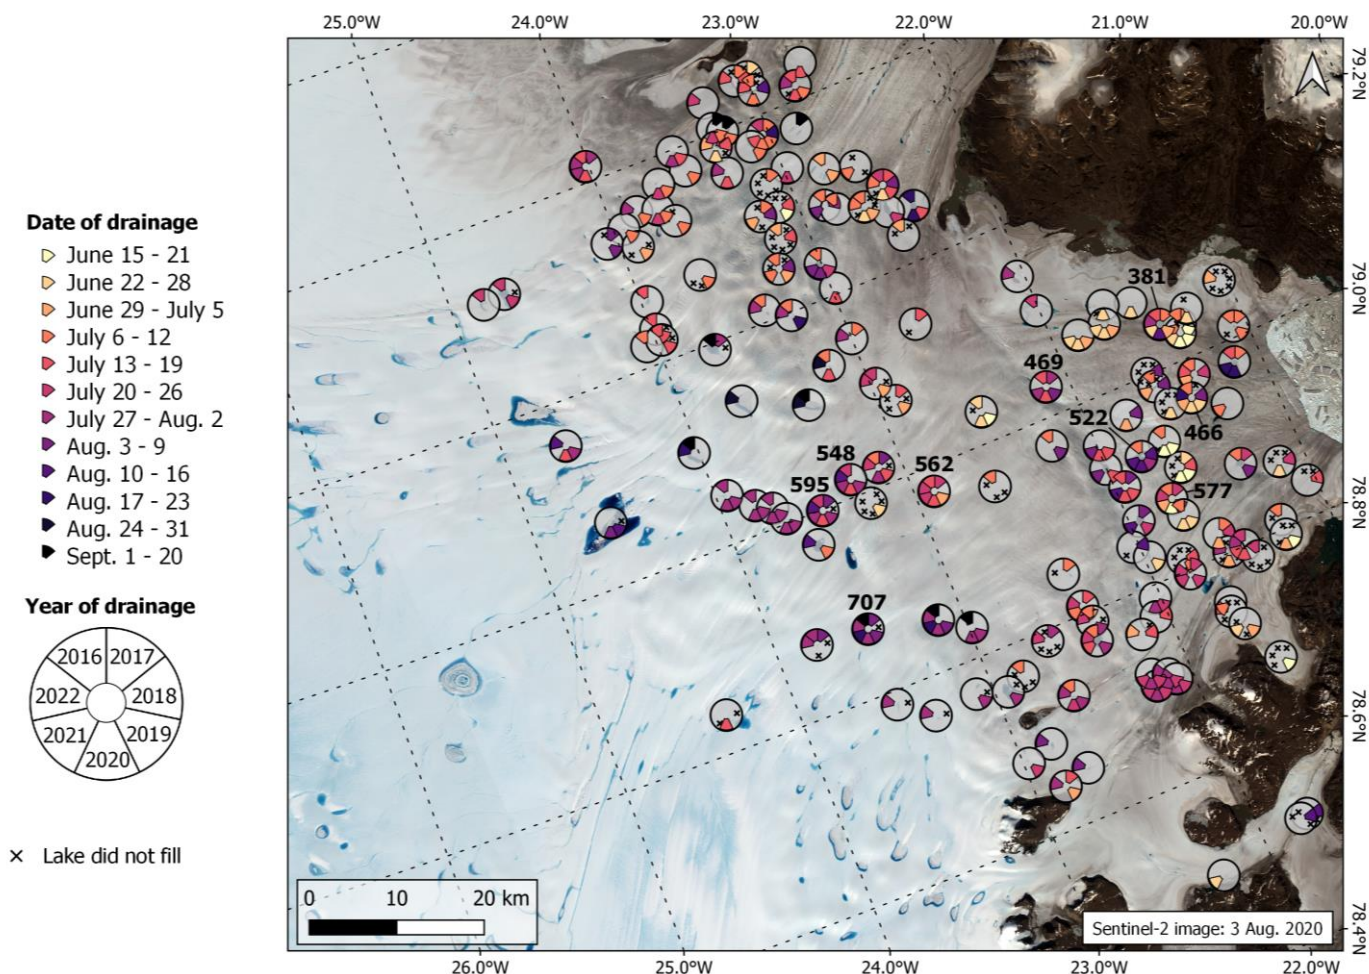 25.0°W 24.0°W 23.0°W 22.0°W 21.0°W 20.0°W
79.2°N
79.0°N
78.8°N
78.6°N
78.4°N
Date of drainage
June 15 - 21
June 22 - 28
June 29 - July 5
July 6 - 12
July 13 - 19
July 20 - 26
July 27 - Aug. 2
Aug. 3 - 9
Aug. 10 - 16
Aug. 17 - 23
Aug. 24 - 31
Sept. 1 - 20
Year of drainage
2016 2017
2022 2018
2021 2019
2020
× Lake did not fill
381
469
522
466
548
562
595
577
707
0 10 20 km
Sentinel-2 image: 3 Aug. 2020
26.0°W 25.0°W 24.0°W 23.0°W 22.0°W